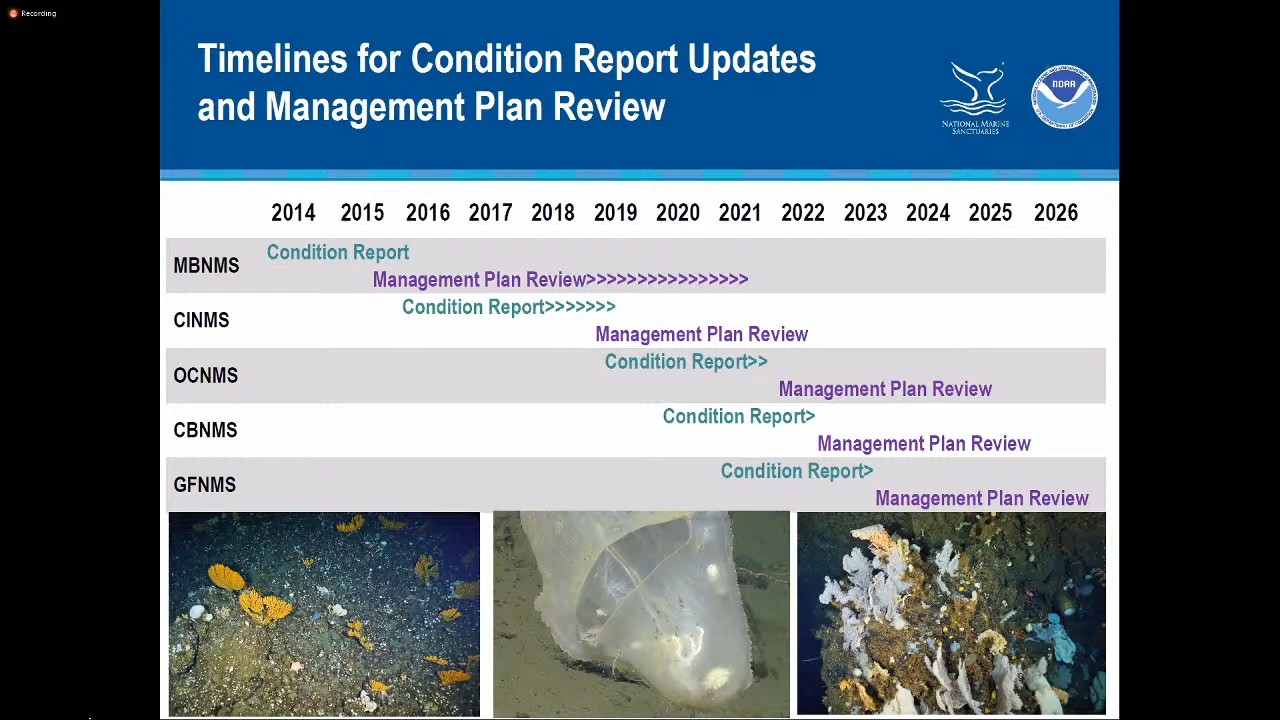 Recording
Timelines for Condition Report Updates
and Management Plan Review
NATIONAL MARINE
SANCTUARIES
NOAA
2014 2015 2016 2017 2018 2019 2020 2021 2022 2023 2024 2025 2026
MBNMS
Condition Report
Management Plan Review>>>>>>>>>>>>>>>>
CINMS
Condition Report>>>>>>>
Management Plan Review
OCNMS
Condition Report>>
Management Plan Review
CBNMS
Condition Report>
Management Plan Review
GFNMS
Condition Report>
Management Plan Review